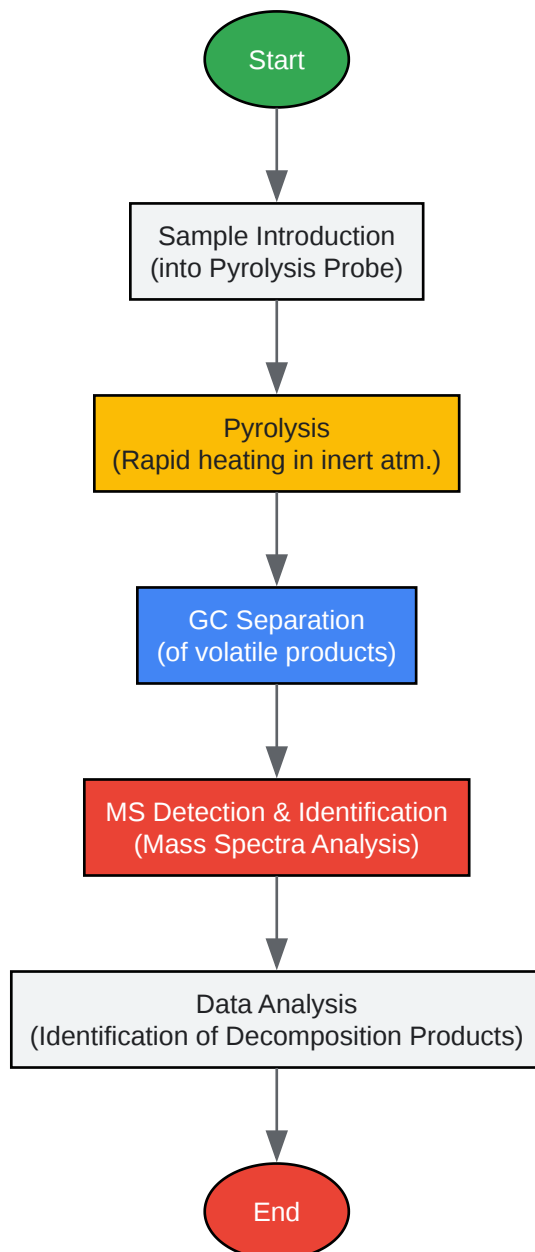 Start
Sample Introduction
(into Pyrolysis Probe)
Pyrolysis
(Rapid heating in inert atm.)
GC Separation
(of volatile products)
MS Detection & Identification
(Mass Spectra Analysis)
Data Analysis
(Identification of Decomposition Products)
End